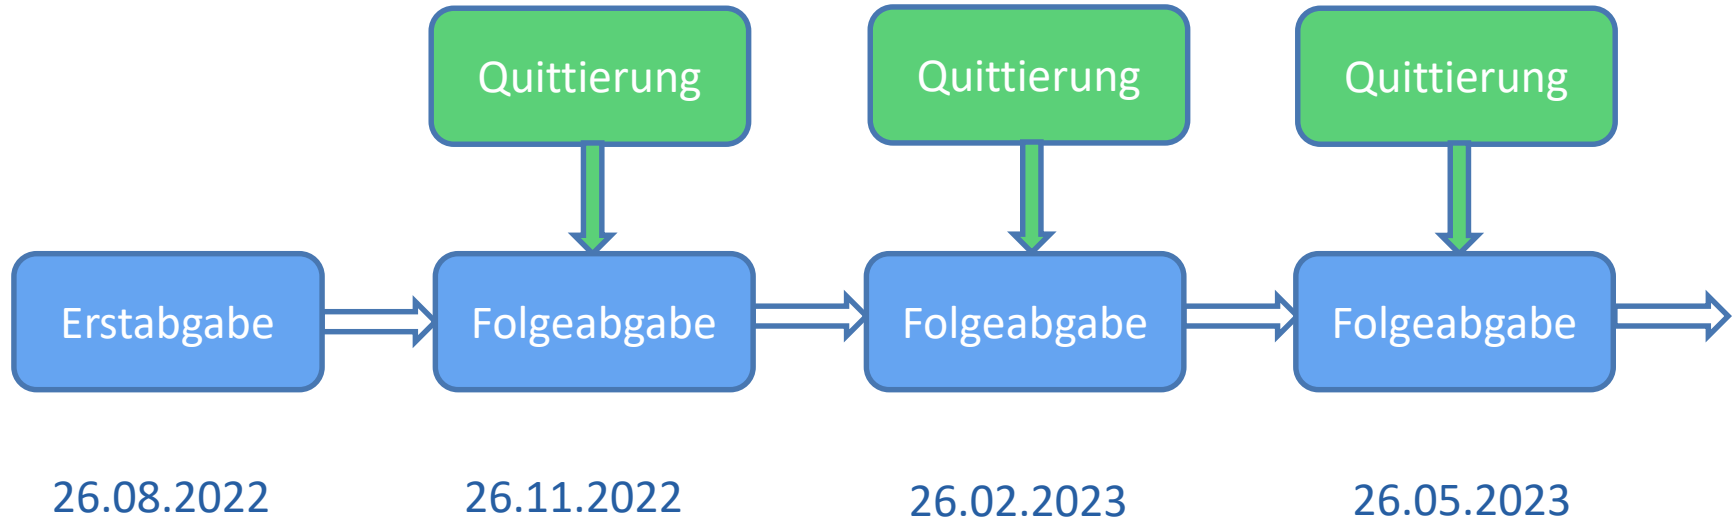 Quittierung
Quittierung
Quittierung
Erstabgabe
Folgeabgabe
Folgeabgabe
Folgeabgabe
26.08.2022
26.11.2022
26.02.2023
26.05.2023